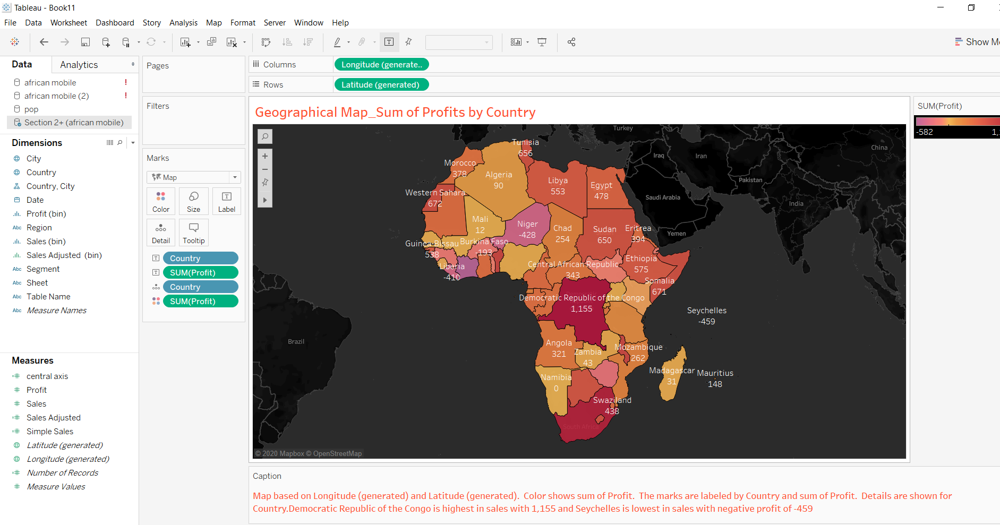 Tableau - Book11
File Data Worksheet Dashboard Story Analysis Map Format Server Window Help
Show Me
Data Analytics
african mobile !
african mobile (2) !
pop
Section 2+ (african mobile)
Dimensions
City
Country
Country, City
Date
Profit (bin)
Abc Region
Sales (bin)
Sales Adjusted (bin)
Abc Segment
Abc Sheet
Abc Table Name
Abc Measure Names
Measures
central axis
Profit
Sales
Sales Adjusted
Simple Sales
Latitude (generated)
Longitude (generated)
Number of Records
Measure Values
Pages
Filters
Marks
Map
Color Size Label
Detail Tooltip
Country
SUM(Profit)
Country
SUM(Profit)
Columns Longitude (generate..
Rows Latitude (generated)
Geographical Map_Sum of Profits by Country
Turkey
Tunisia
656
China
Iraq
Iran
Morocco
378
Algeria
90
Libya
553
Egypt
478
Pakistan
Western Sahara
672
Saudi Arabia
India
Mali
12
Niger
-428
Chad
254
Sudan
650
Eritrea
394
Yemen
Guinea-Bissau
538
Burkina Faso
-193
Liberia
-410
Central African Republic
343
Ethiopia
575
Somalia
671
Democratic Republic of the Congo
1,155
Seychelles
-459
Brazil
Angola
321
Zambia
43
Mozambique
262
Madagascar
31
Mauritius
148
Namibia
0
Swaziland
438
South Africa
© 2020 Mapbox © OpenStreetMap
SUM(Profit)
-582 1,
Caption
Map based on Longitude (generated) and Latitude (generated). Color shows sum of Profit. The marks are labeled by Country and sum of Profit. Details are shown for
Country.Democratic Republic of the Congo is highest in sales with 1,155 and Seychelles is lowest in sales with negative profit of -459